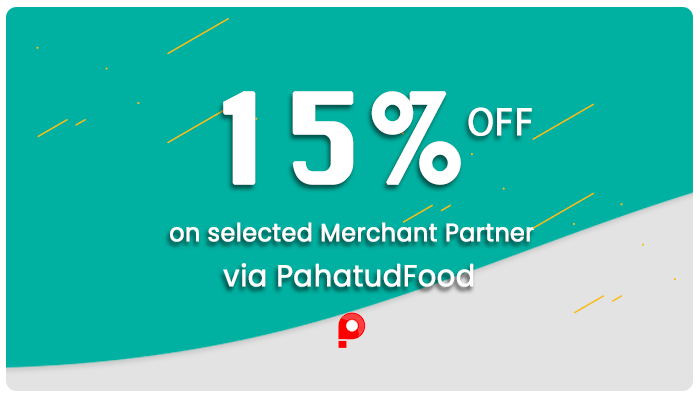 15% OFF
on selected Merchant Partner
via PahatudFood